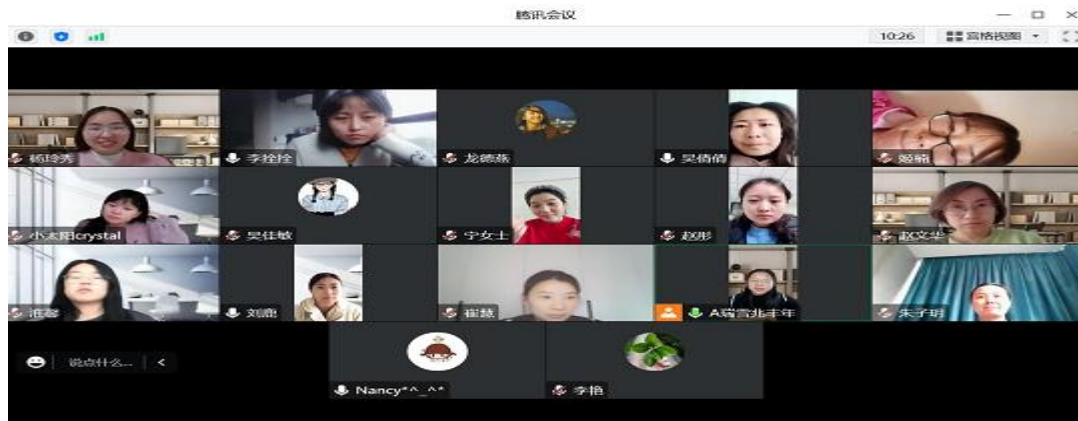 腾讯会议
10:26
宫格视图
杨玲秀
李拴拴
龙德燕
吴倩倩
小太阳crystal
吴佳敏
宁女士
赵彤
赵文华
刘鹿
崔慧
A瑞雪兆丰年
朱子玥
说点什么...
Nancy*^_^*
李艳